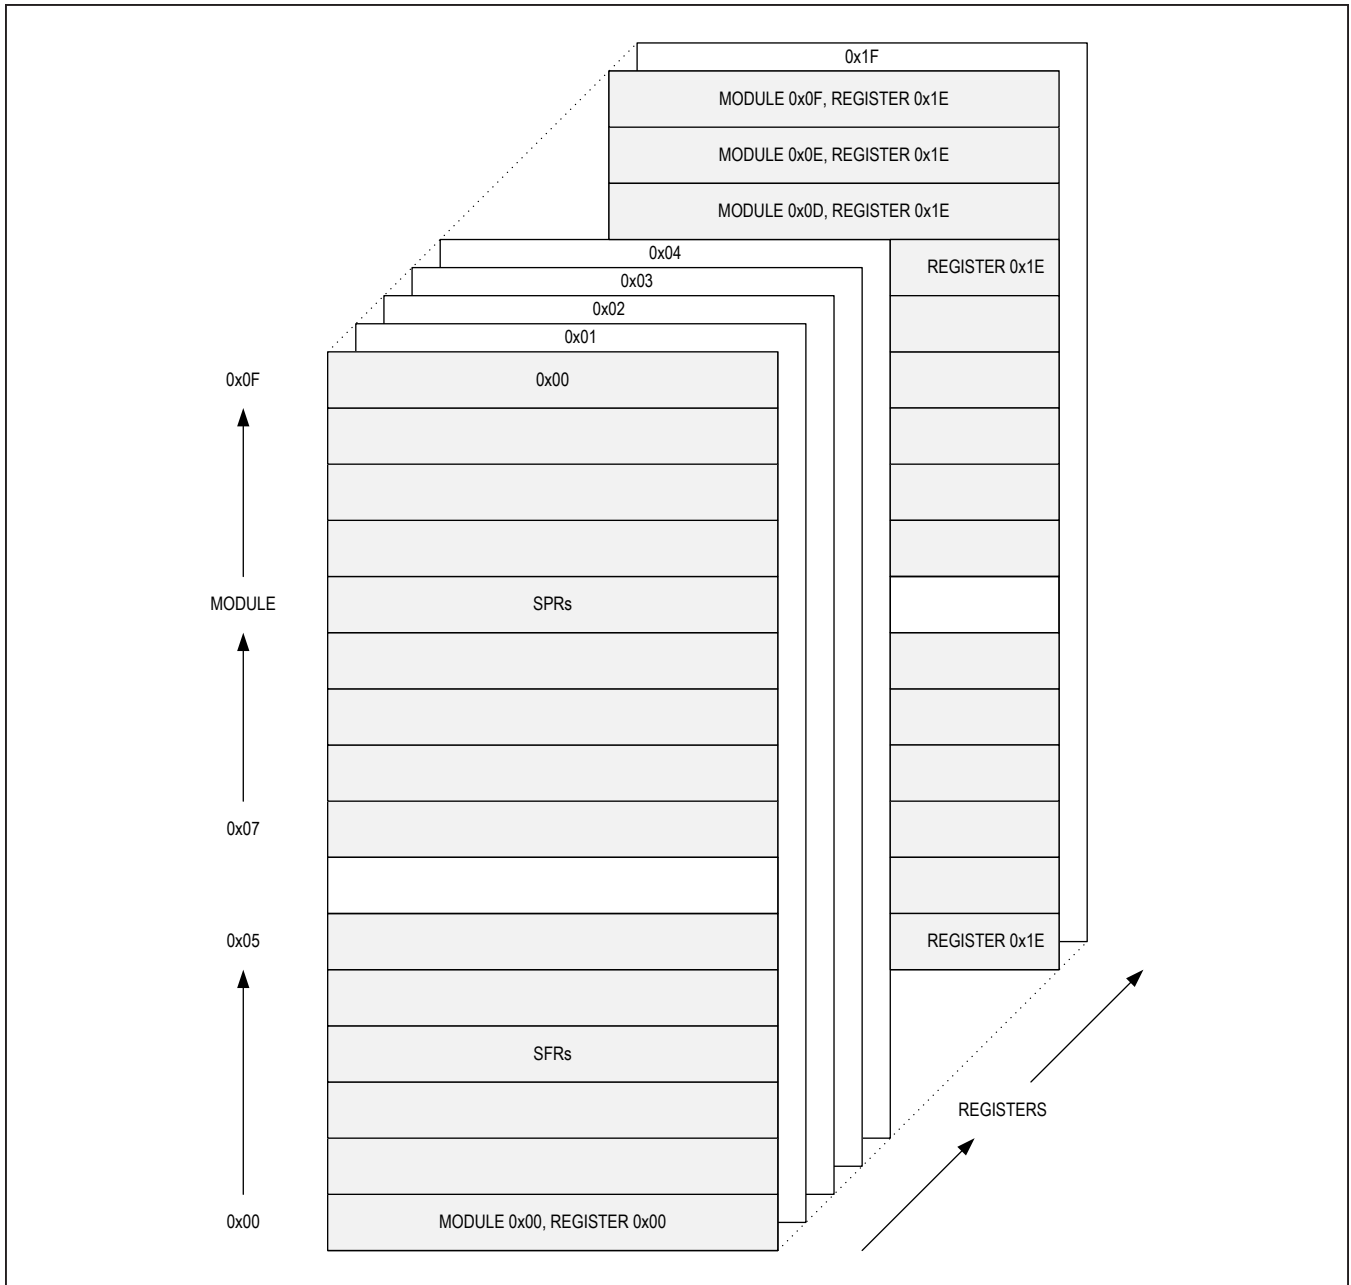 0x1F
MODULE 0x0F, REGISTER 0x1E
MODULE 0x0E, REGISTER 0x1E
MODULE 0x0D, REGISTER 0x1E
0x04
REGISTER 0x1E
0x03
0x02
0x01
0x0F
0x00
MODULE
SPRs
0x07
0x05
REGISTER 0x1E
SFRs
REGISTERS
0x00
MODULE 0x00, REGISTER 0x00